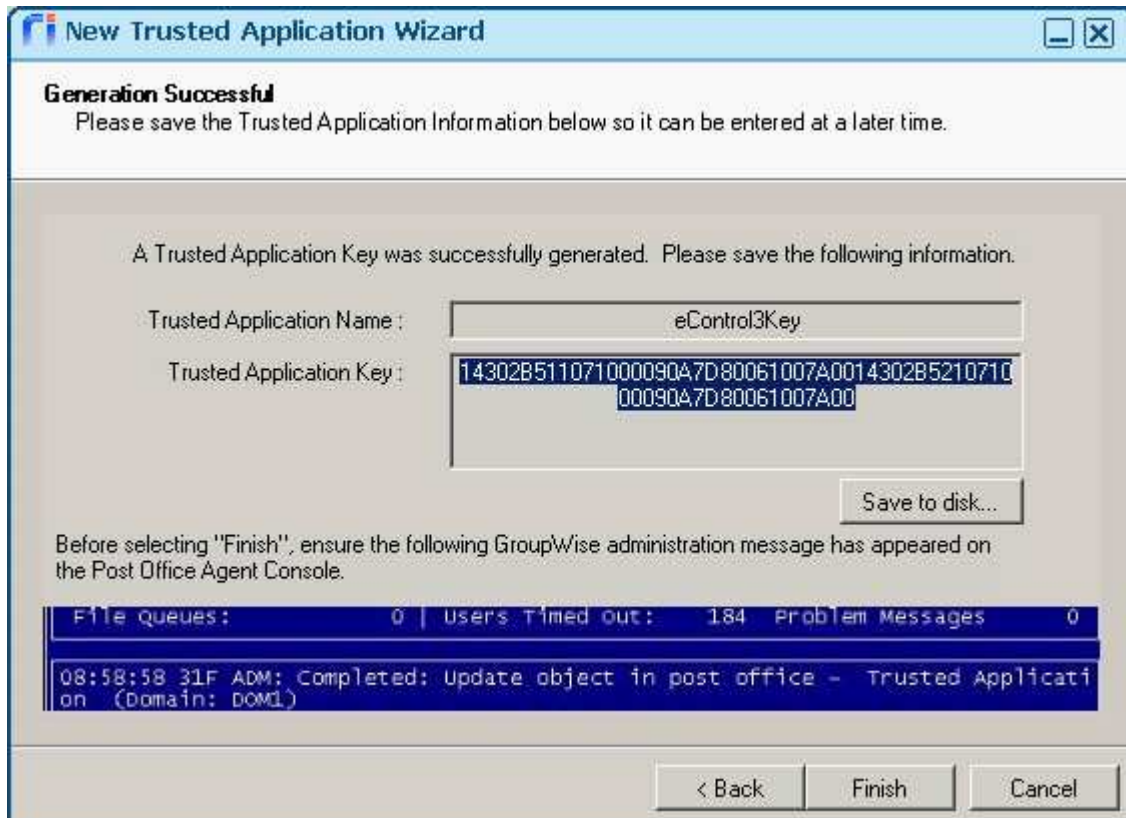 New Trusted Application Wizard
Generation Successful
Please save the Trusted Application Information below so it can be entered at a later time.
A Trusted Application Key was successfully generated. Please save the following information.
Trusted Application Name :
eControl3Key
Trusted Application Key :
14302B511071000090A7D80061007A0014302B5210710
00090A7D80061007A00
Save to disk...
Before selecting "Finish", ensure the following GroupWise administration message has appeared on
the Post Office Agent Console.
File Queues: 0 | Users Timed Out: 184 Problem Messages 0
08:58:58 31F ADM: Completed: Update object in post office - Trusted Applicati
on (Domain: DOM1)
< Back
Finish
Cancel